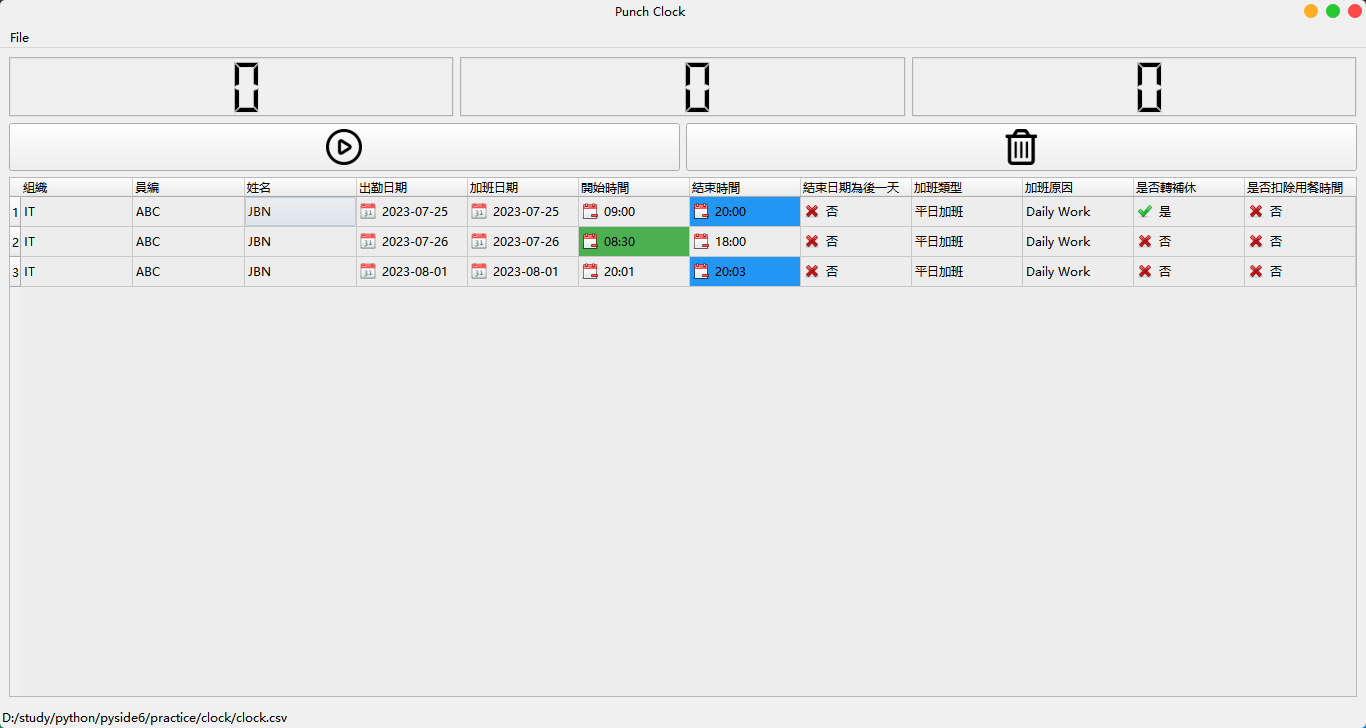 Punch Clock
File
0 0 0
組織 員編 姓名 出勤日期 加班日期 開始時間 結束時間 結束日期為後一天 加班類型 加班原因 是否轉補休 是否扣除用餐時間
1 IT ABC JBN 2023-07-25 2023-07-25 09:00 20:00 否 平日加班 Daily Work 是 否
2 IT ABC JBN 2023-07-26 2023-07-26 08:30 18:00 否 平日加班 Daily Work 否 否
3 IT ABC JBN 2023-08-01 2023-08-01 20:01 20:03 否 平日加班 Daily Work 否 否
D:/study/python/pyside6/practice/clock/clock.csv